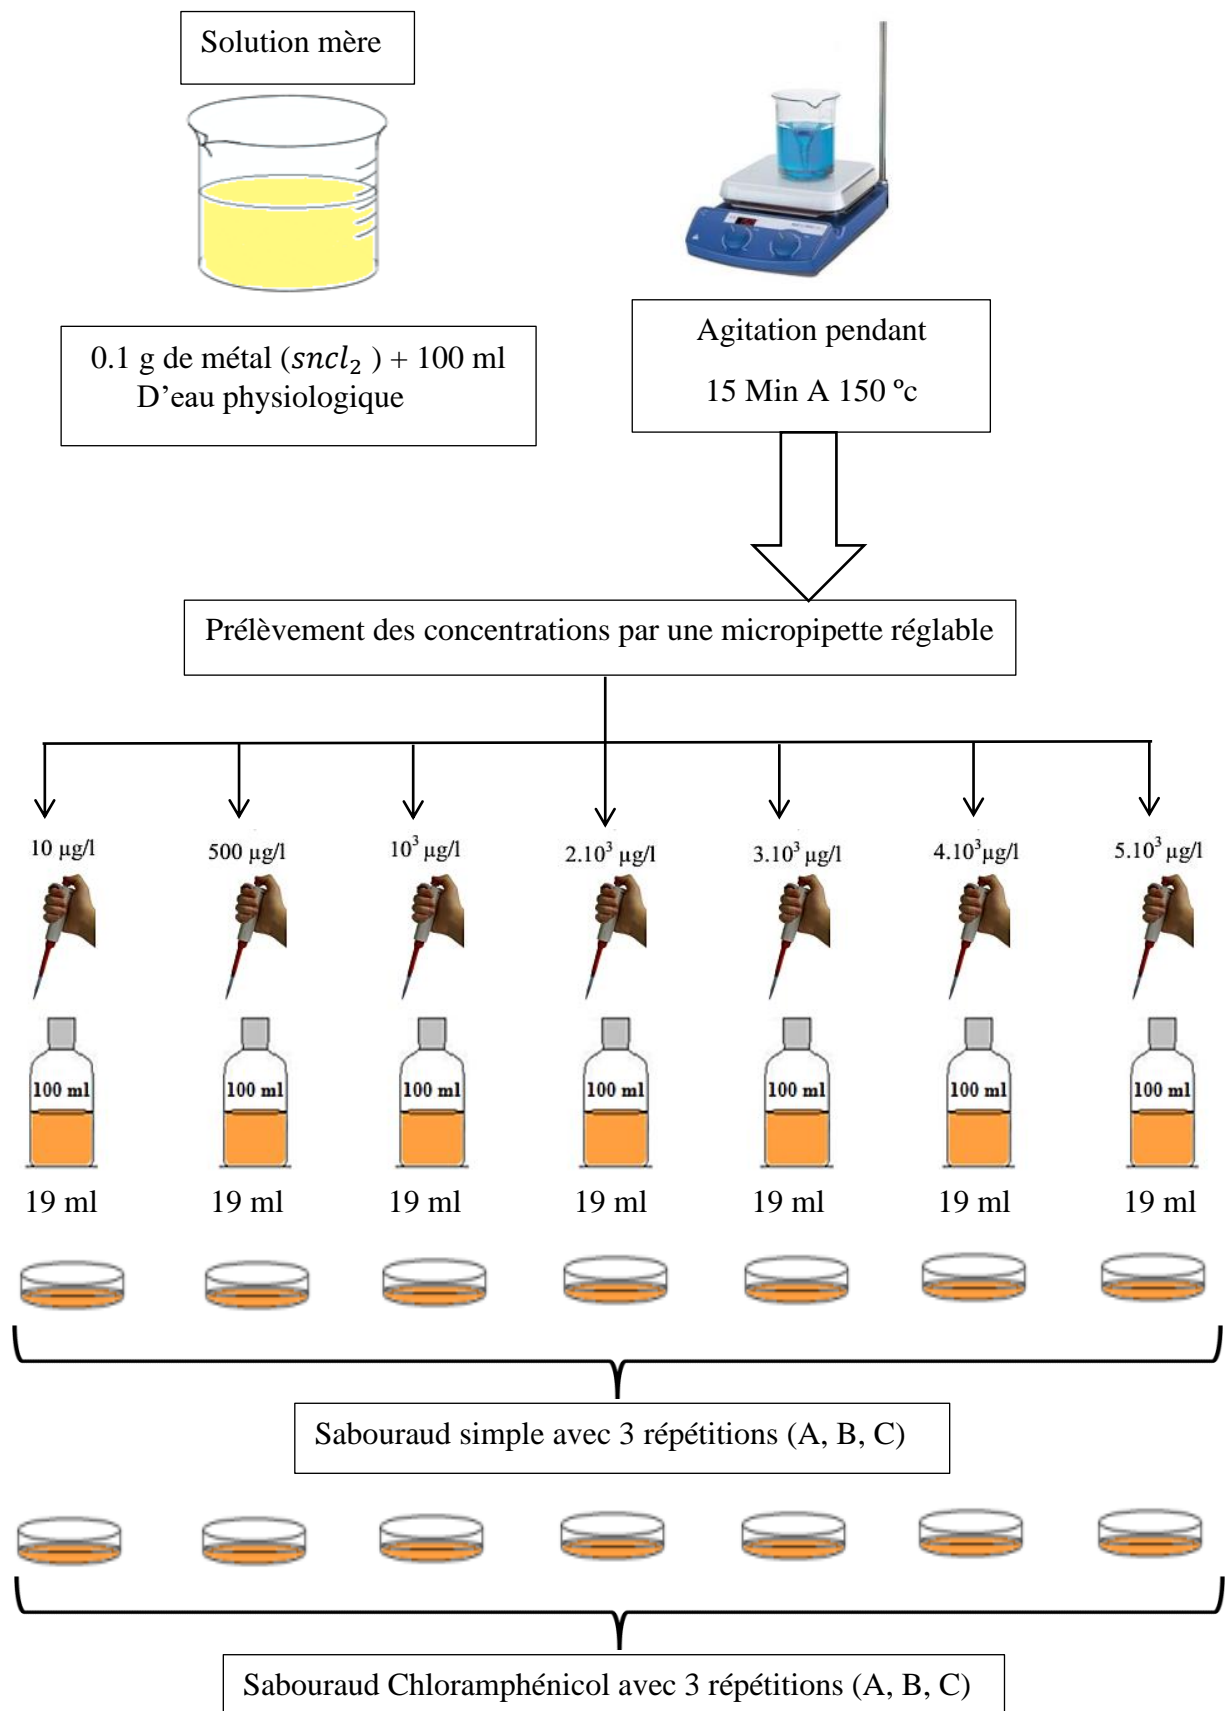 Solution mère
0.1 g de métal (sncl₂ ) + 100 ml
D’eau physiologique
Agitation pendant
15 Min A 150 ºc
Prélèvement des concentrations par une micropipette réglable
10 µg/l 500 µg/l 10³ µg/l 2.10³ µg/l 3.10³ µg/l 4.10³µg/l 5.10³ µg/l
100 ml 100 ml 100 ml 100 ml 100 ml 100 ml 100 ml
19 ml 19 ml 19 ml 19 ml 19 ml 19 ml 19 ml
Sabouraud simple avec 3 répétitions (A, B, C)
Sabouraud Chloramphénicol avec 3 répétitions (A, B, C)